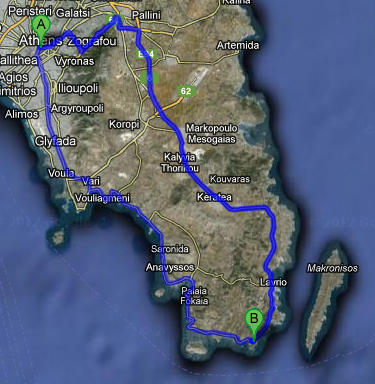 Peristeri Galatsi
Pallini
A
Athens Zografou
Kallithea
Vyronas
Artemida
Agios
Dimitrios
Ilioupoli
62
Alimos
Argyroupoli
Koropi
Markopoulo
Mesogaias
Glyfada
Kalyvia
Thorikou
Voula
Vari
Kouvaras
Vouliagmeni
Keratea
Saronida
Anavyssos
Makronisos
Lavrio
Palaia
Fokaia
B